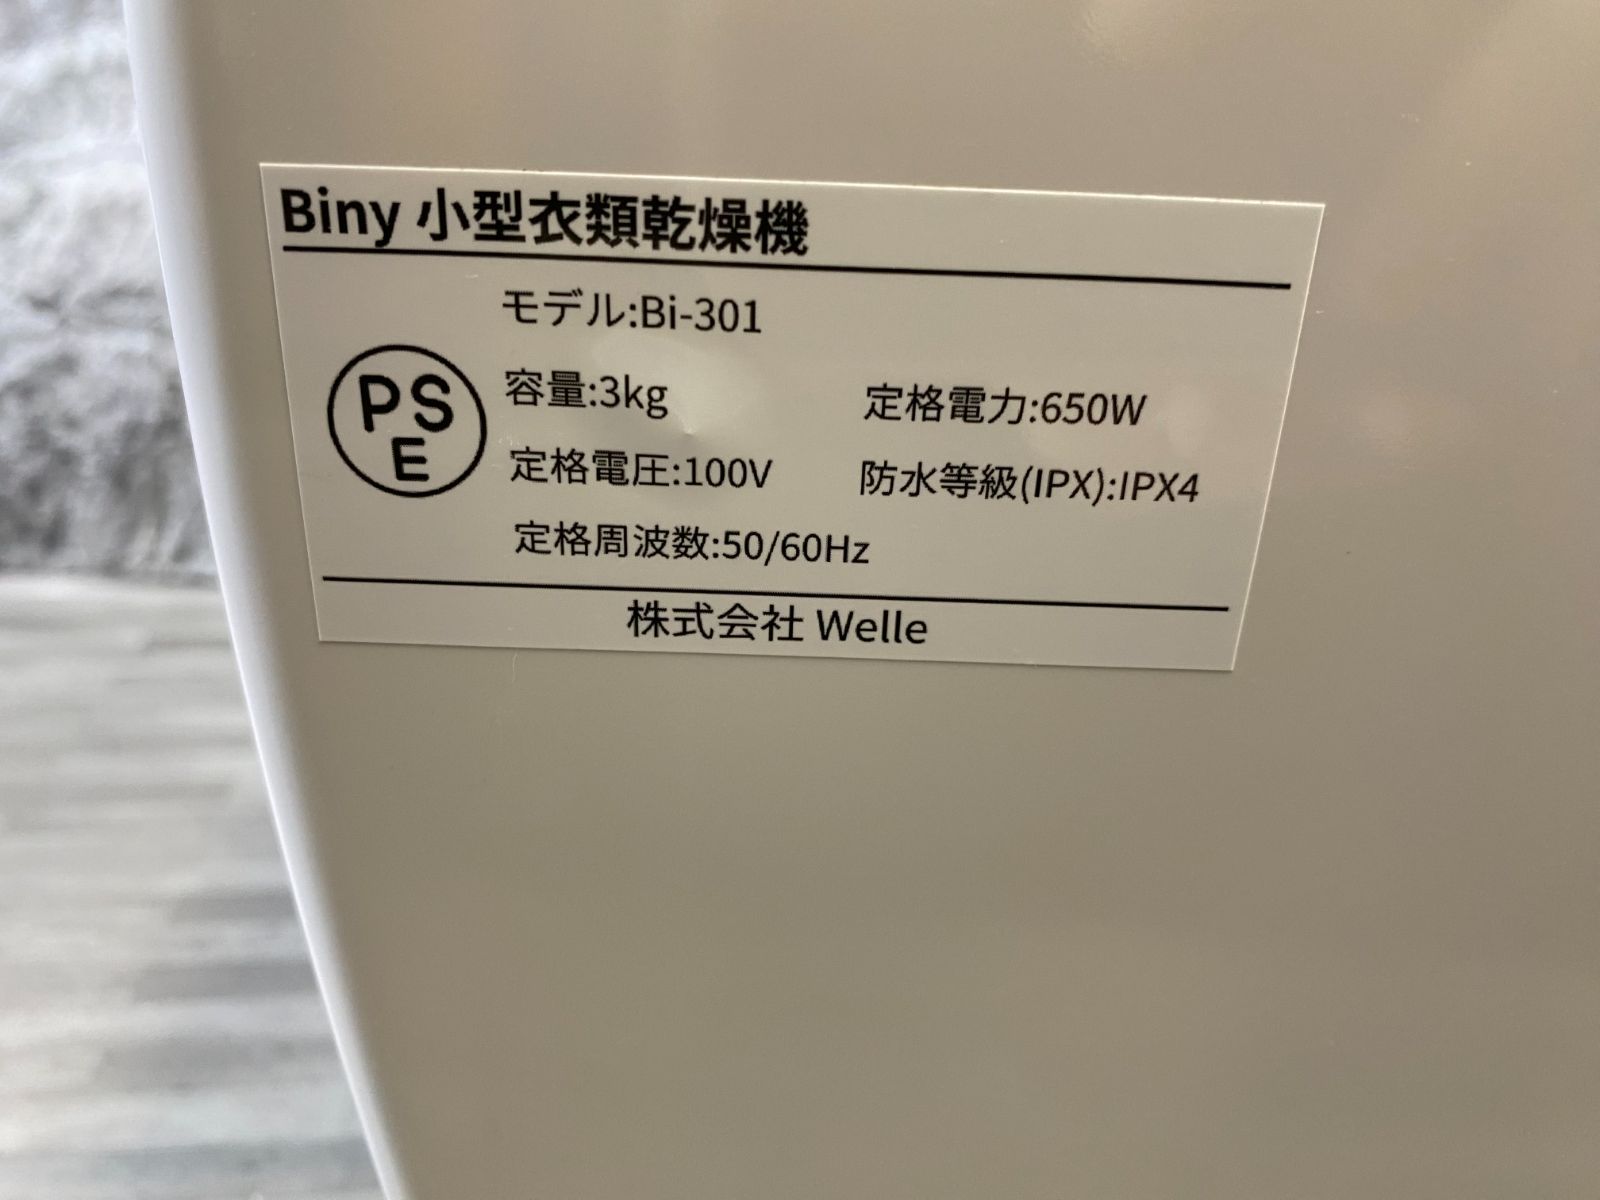 Biny 小型衣類乾燥機
モデル:Bi-301
PS
E
容量:3kg 定格電力:650W
定格電圧:100V 防水等級(IPX):IPX4
定格周波数:50/60Hz
株式会社 Welle